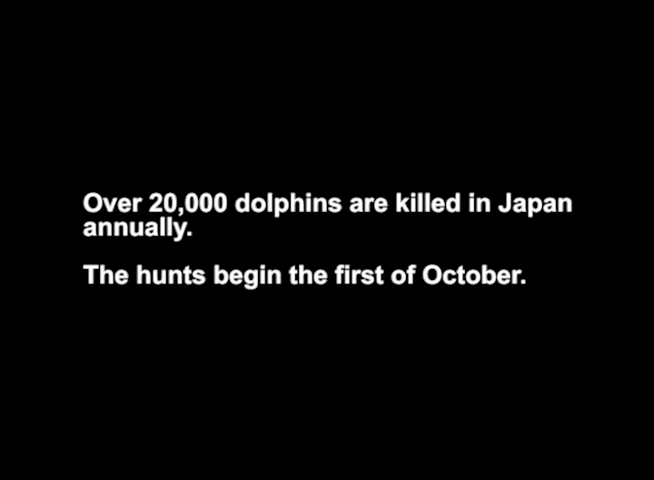 Over 20,000 dolphins are killed in Japan
annually.
The hunts begin the first of October.